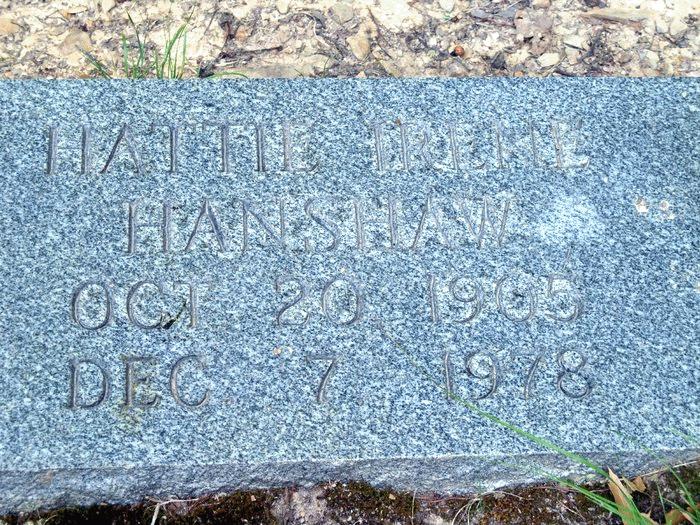 HATTIE IRENE
HANSHAW
OCT 20 1905
DEC. 7 1978